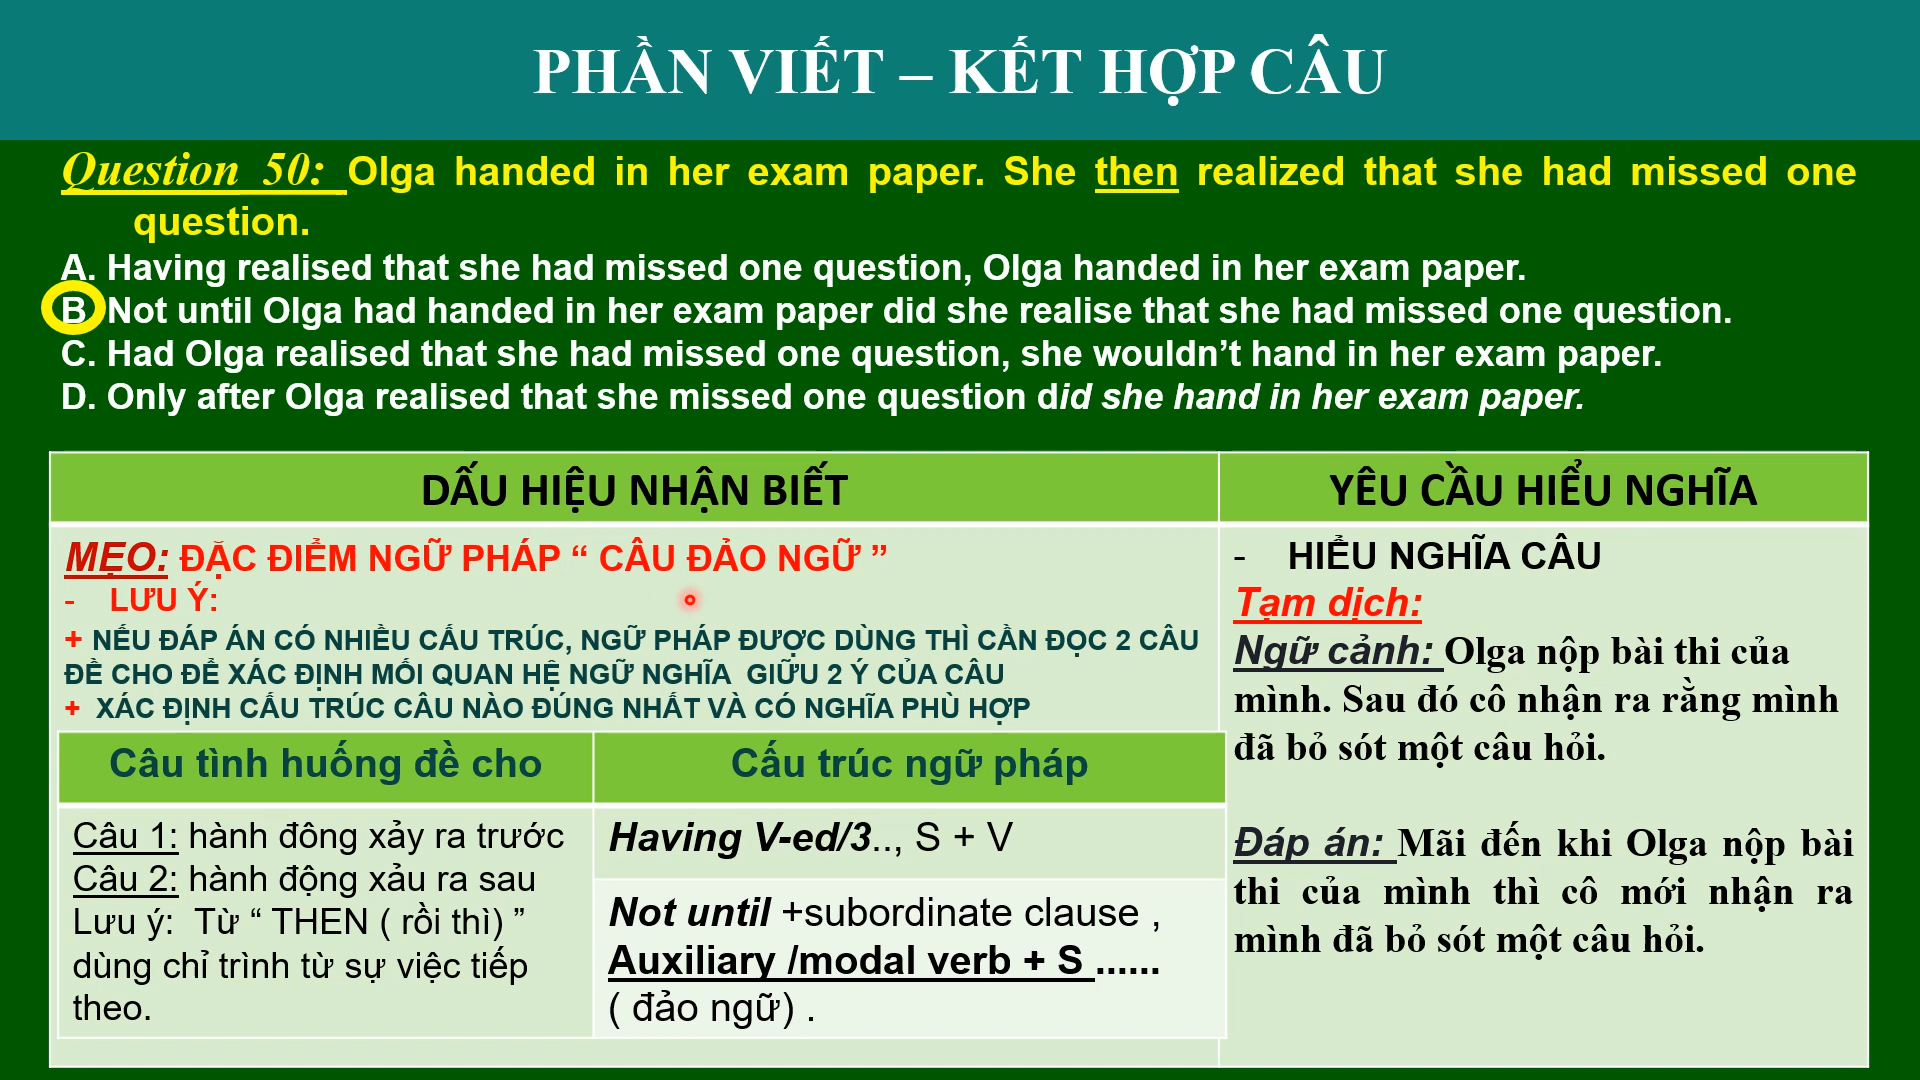 PHẦN VIẾT – KẾT HỢP CÂU
Question 50: Olga handed in her exam paper. She then realized that she had missed one
question.
A. Having realised that she had missed one question, Olga handed in her exam paper.
B Not until Olga had handed in her exam paper did she realise that she had missed one question.
C. Had Olga realised that she had missed one question, she wouldn’t hand in her exam paper.
D. Only after Olga realised that she missed one question did she hand in her exam paper.
DẤU HIỆU NHẬN BIẾT
MẸO: ĐẶC ĐIỂM NGỮ PHÁP “ CÂU ĐẢO NGỮ ”
- LƯU Ý:
+ NẾU ĐÁP ÁN CÓ NHIỀU CẤU TRÚC, NGỮ PHÁP ĐƯỢC DÙNG THÌ CẦN ĐỌC 2 CÂU
ĐỀ CHO ĐỂ XÁC ĐỊNH MỐI QUAN HỆ NGỮ NGHĨA GIỮU 2 Ý CỦA CÂU
+ XÁC ĐỊNH CẤU TRÚC CÂU NÀO ĐÚNG NHẤT VÀ CÓ NGHĨA PHÙ HỢP
Câu tình huống đề cho
Câu 1: hành đông xảy ra trước
Câu 2: hành động xảu ra sau
Lưu ý: Từ “ THEN ( rồi thì) ”
dùng chỉ trình từ sự việc tiếp
theo.
Cấu trúc ngữ pháp
Having V-ed/3.., S + V
Not until +subordinate clause ,
Auxiliary /modal verb + S ......
( đảo ngữ) .
YÊU CẦU HIỂU NGHĨA
- HIỂU NGHĨA CÂU
Tạm dịch:
Ngữ cảnh: Olga nộp bài thi của
mình. Sau đó cô nhận ra rằng mình
đã bỏ sót một câu hỏi.
Đáp án: Mãi đến khi Olga nộp bài
thi của mình thì cô mới nhận ra
mình đã bỏ sót một câu hỏi.